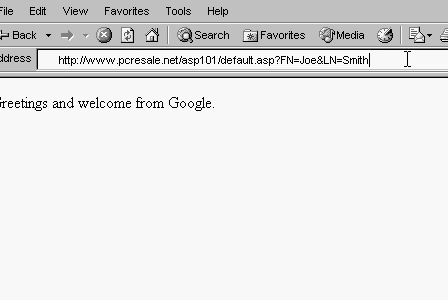 File Edit View Favorites Tools Help
Back Search Favorites Media
ddress http://www.pcresale.net/asp101/default.asp?FN=Joe&LN=Smith
Greetings and welcome from Google.